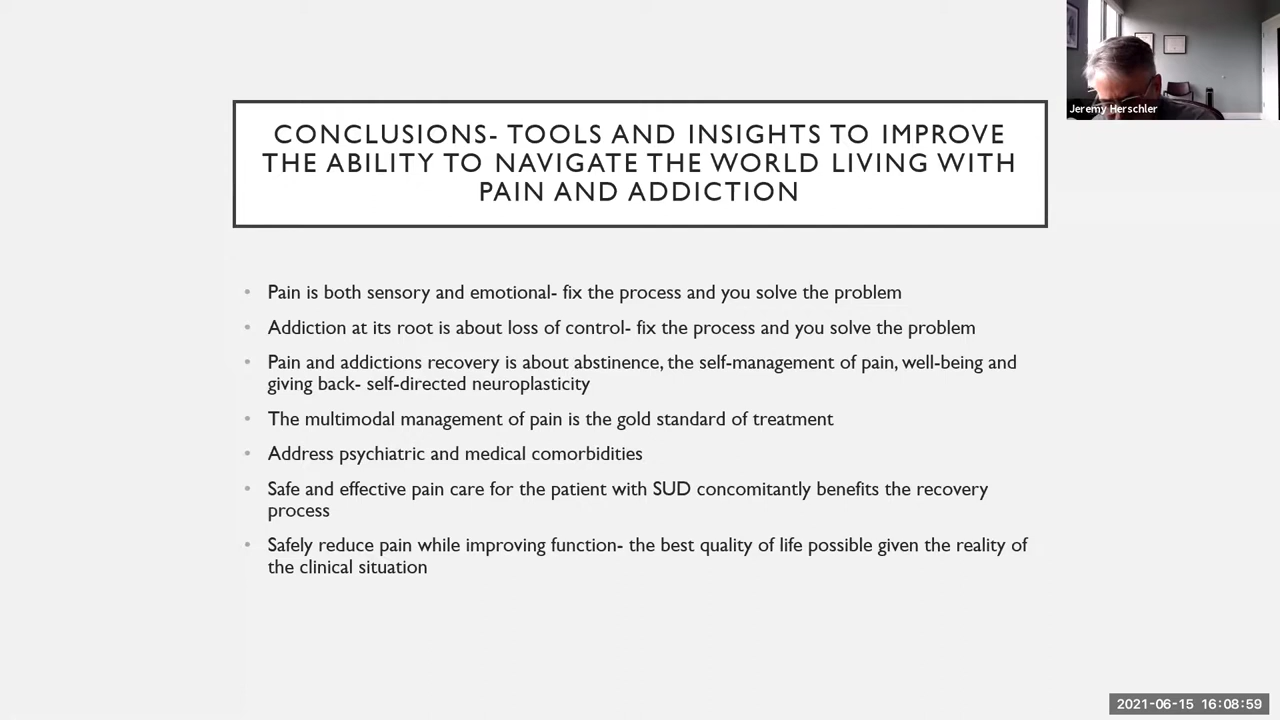 CONCLUSIONS- TOOLS AND INSIGHTS TO IMPROVE
THE ABILITY TO NAVIGATE THE WORLD LIVING WITH
PAIN AND ADDICTION
Jeremy Herschler
• Pain is both sensory and emotional- fix the process and you solve the problem
• Addiction at its root is about loss of control- fix the process and you solve the problem
• Pain and addictions recovery is about abstinence, the self-management of pain, well-being and
giving back- self-directed neuroplasticity
• The multimodal management of pain is the gold standard of treatment
• Address psychiatric and medical comorbidities
• Safe and effective pain care for the patient with SUD concomitantly benefits the recovery
process
• Safely reduce pain while improving function- the best quality of life possible given the reality of
the clinical situation
2021-06-15 16:08:59